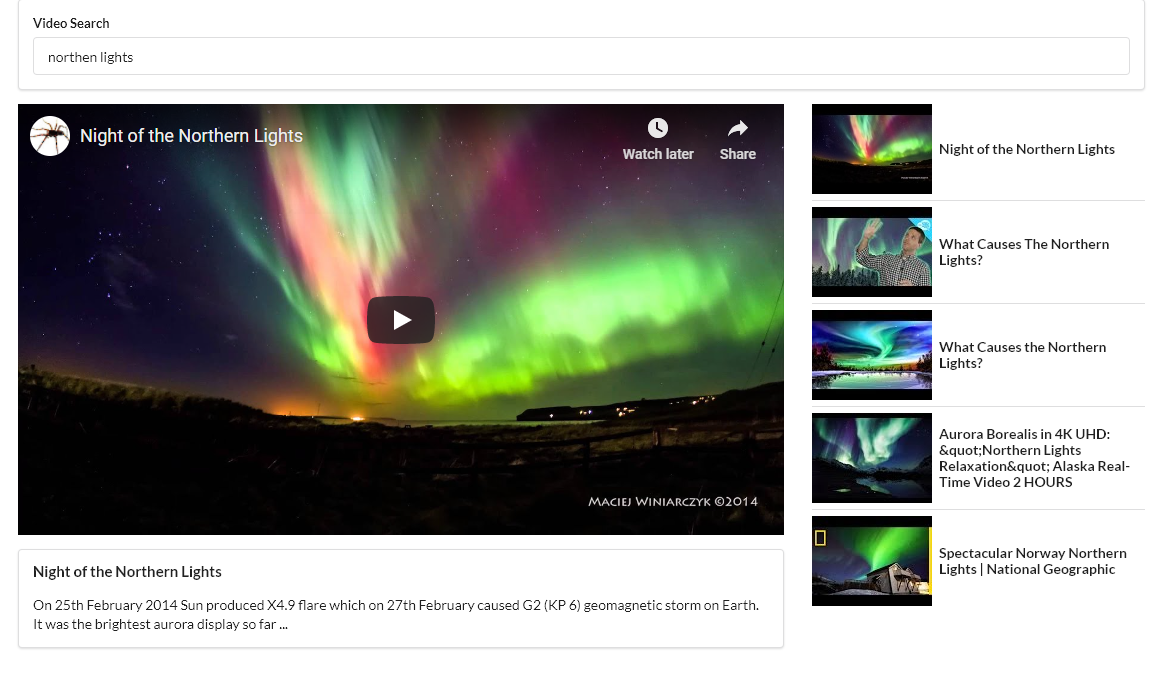 Video Search
northen lights
Night of the Northern Lights
Watch later
Share
MACIEJ WINIARCZYK ©2014
Night of the Northern Lights
On 25th February 2014 Sun produced X4.9 flare which on 27th February caused G2 (KP 6) geomagnetic storm on Earth.
It was the brightest aurora display so far ...
Night of the Northern Lights
What Causes The Northern
Lights?
What Causes the Northern
Lights?
Aurora Borealis in 4K UHD:
&quot;Northern Lights
Relaxation&quot; Alaska Real-
Time Video 2 HOURS
Spectacular Norway Northern
Lights | National Geographic